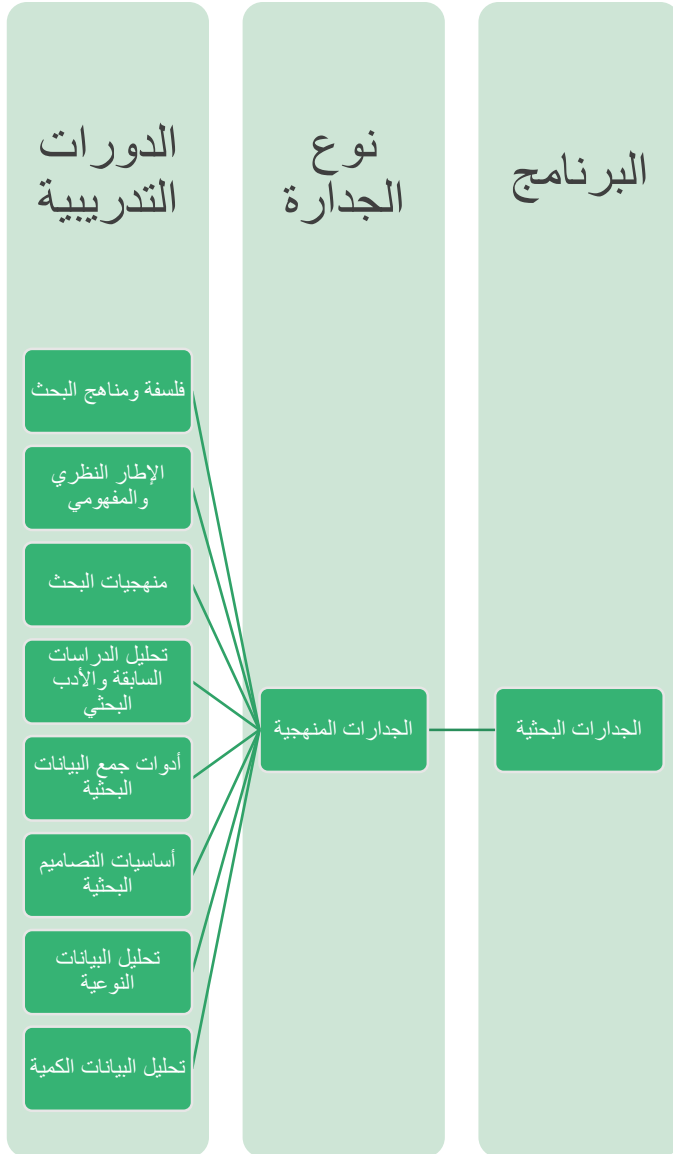 البرنامج
نوع
الجدارة
الدورات
التدريبية
الجدارات البحثية
الجدارات المنهجية
فلسفة ومناهج البحث
الإطار النظري
والمفهومي
منهجيات البحث
تحليل الدراسات
السابقة والأدب
البحثي
أدوات جمع البيانات
البحثية
أساسيات التصاميم
البحثية
تحليل البيانات
النوعية
تحليل البيانات الكمية